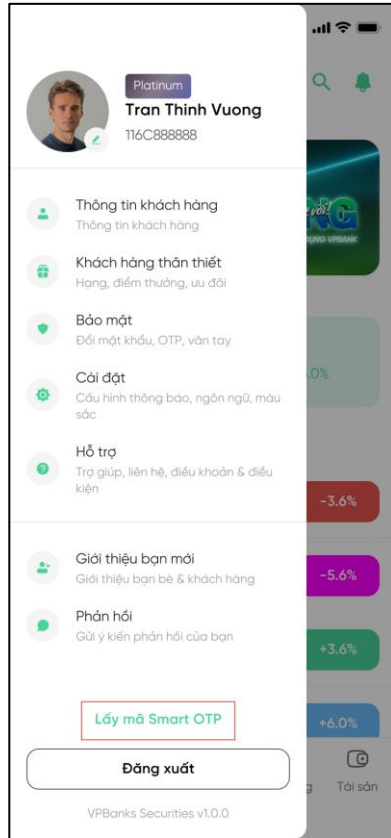 Platinum
Tran Thinh Vuong
116C888888
Thông tin khách hàng
Thông tin khách hàng
Khách hàng thân thiết
Hạng, điểm thưởng, ưu đãi
Bảo mật
Đổi mật khẩu, OTP, vân tay
Cài đặt
Cấu hình thông báo, ngôn ngữ, màu
sắc
Hỗ trợ
Trợ giúp, liên hệ, điều khoản & điều
kiện
Giới thiệu bạn mới
Giới thiệu bạn bè & khách hàng
Phản hồi
Gửi ý kiến phản hồi của bạn
Lấy mã Smart OTP
Đăng xuất
VPBanks Securities v1.0.0
DỤNG VPBANK
.0%
-3.6%
-5.6%
+3.6%
+6.0%
Tài sản